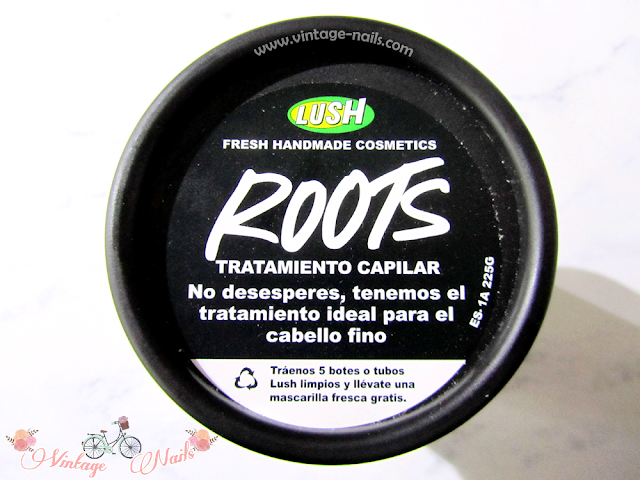 www.vintage-nails.com
LUSH
FRESH HANDMADE COSMETICS
ROOTS
TRATAMIENTO CAPILAR
No desesperes, tenemos el
tratamiento ideal para el
cabello fino
ES- 1A 225G
Tráenos 5 botes o tubos
Lush limpios y llévate una
mascarilla fresca gratis.
Vintage Nails